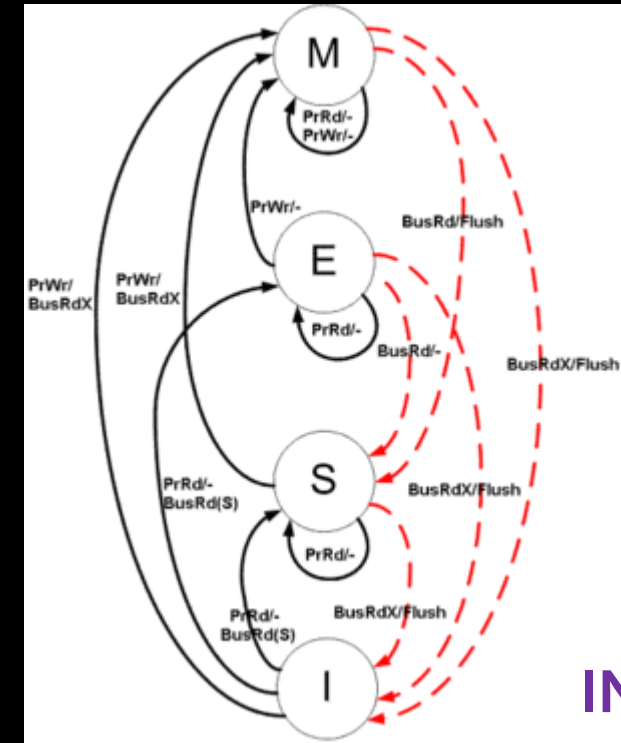 M
PrRd/-
PrWr/-
PrWr/-
BusRd/Flush
E
PrWr/
BusRdX
PrWr/
BusRdX
PrRd/-
BusRd/-
BusRdX/Flush
S
PrRd/-
BusRd(S)
BusRdX/Flush
PrRd/-
PrRd/-
BusRd(S)
BusRdX/Flush
I